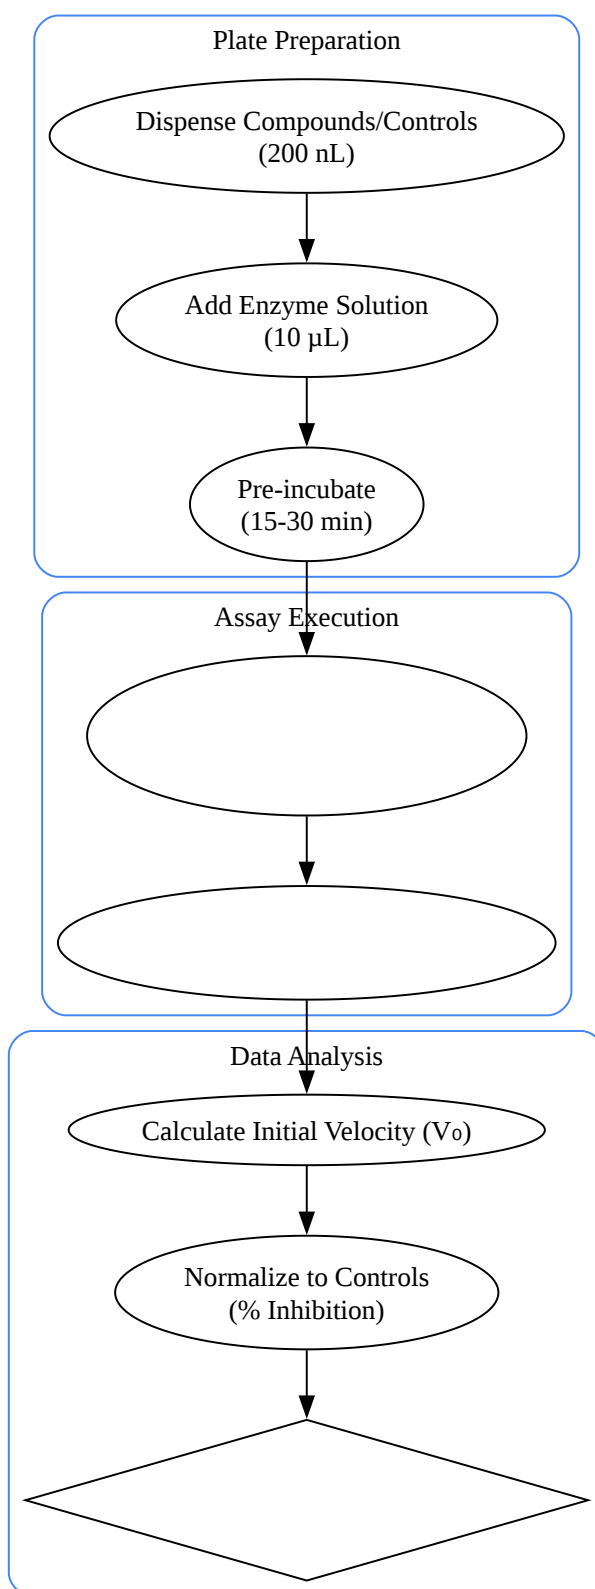 Plate Preparation
Dispense Compounds/Controls
(200 nL)
Add Enzyme Solution
(10 µL)
Pre-incubate
(15-30 min)
Assay Execution
Data Analysis
Calculate Initial Velocity (V₀)
Normalize to Controls
(% Inhibition)